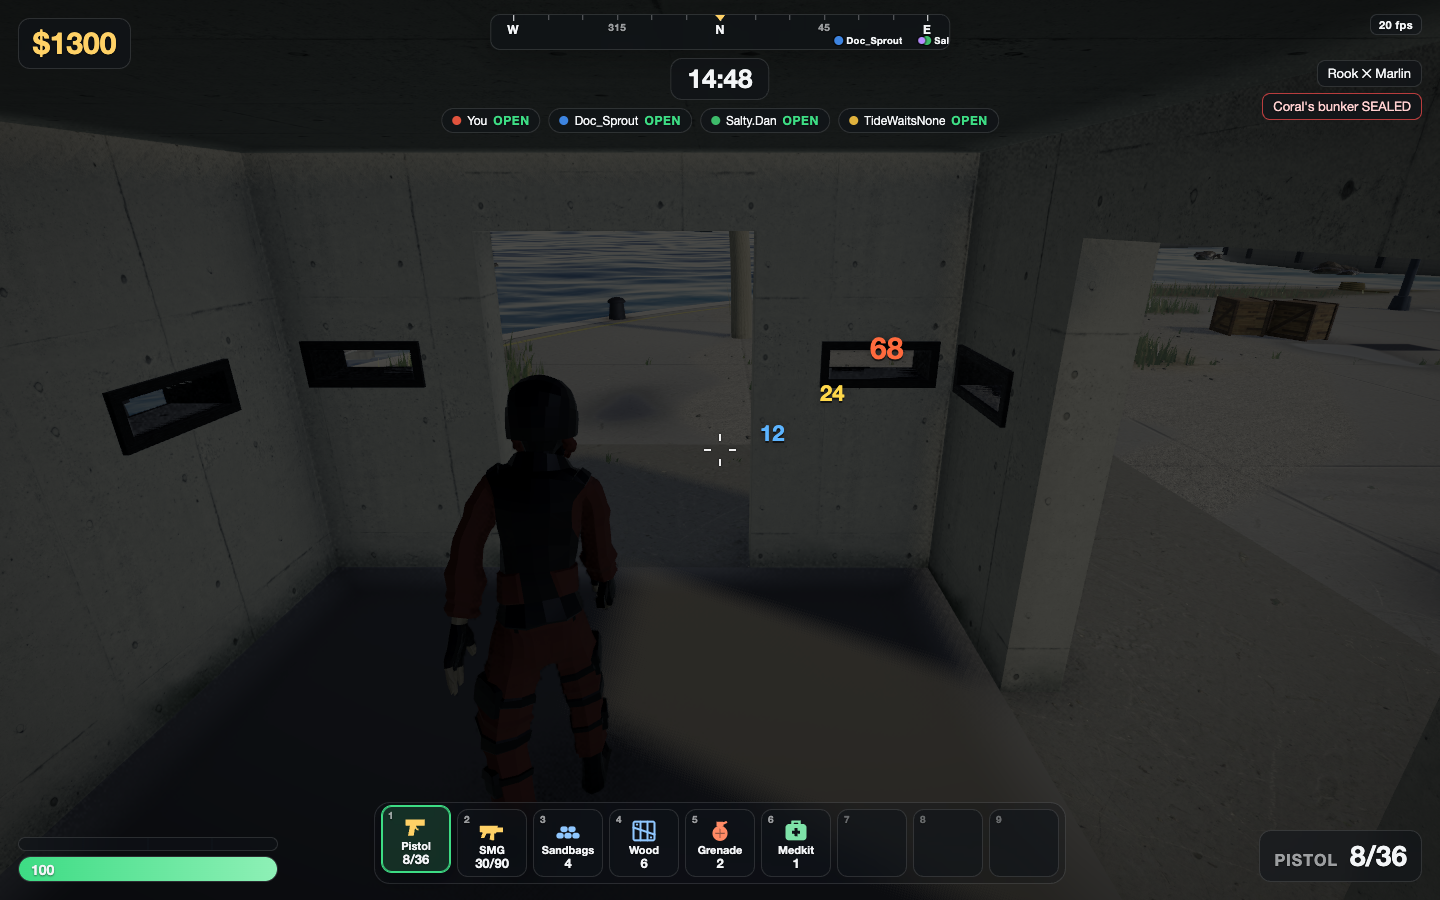 $1300
W 315 N 45 E
Doc_Sprout Sal
20 fps
14:48
Rook X Marlin
Coral's bunker SEALED
You OPEN
Doc_Sprout OPEN
Salty.Dan OPEN
TideWaitsNone OPEN
68
24
12
1 Pistol 8/36
2 SMG 30/90
3 Sandbags 4
4 Wood 6
5 Grenade 2
6 Medkit 1
7
8
9
100
PISTOL 8/36